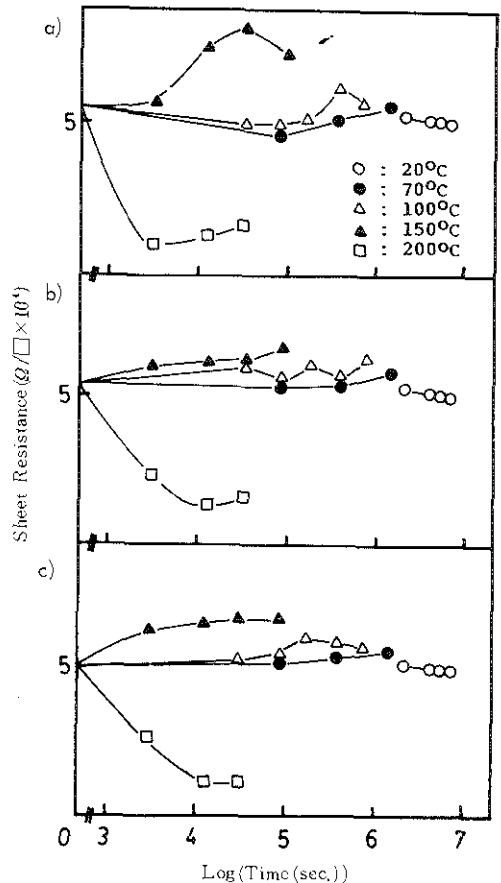 a)
5
○ : 20°C
● : 70°C
△ : 100°C
▲ : 150°C
□ : 200°C
b)
5
Sheet Resistance (Ω/□×10⁴)
c)
5
0 3 4 5 6 7
Log (Time (sec.))